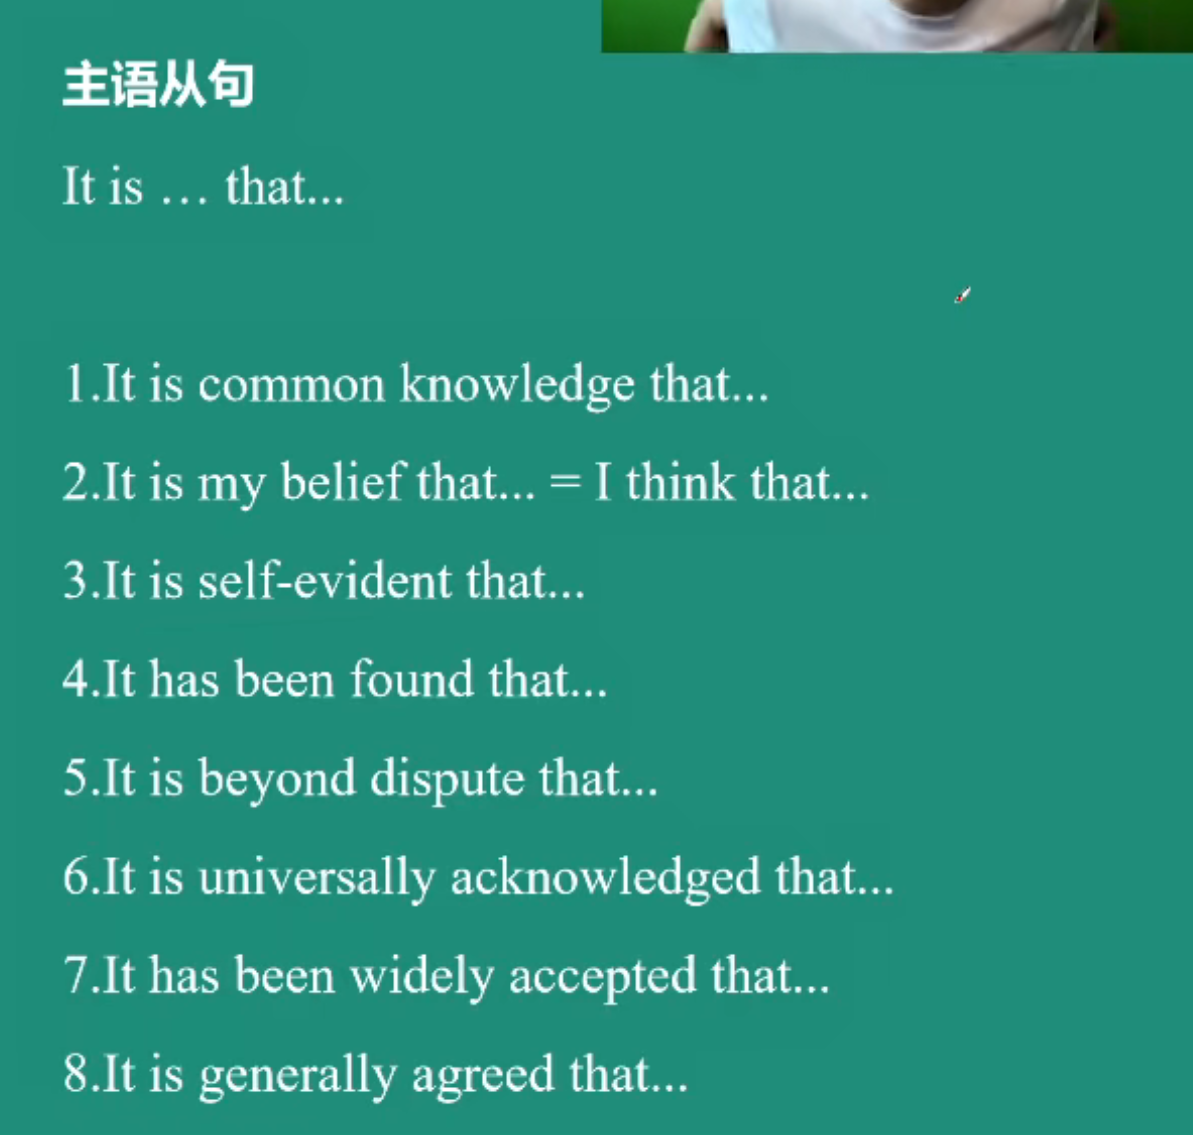 主语从句
It is … that...
1.It is common knowledge that...
2.It is my belief that... = I think that...
3.It is self-evident that...
4.It has been found that...
5.It is beyond dispute that...
6.It is universally acknowledged that...
7.It has been widely accepted that...
8.It is generally agreed that...